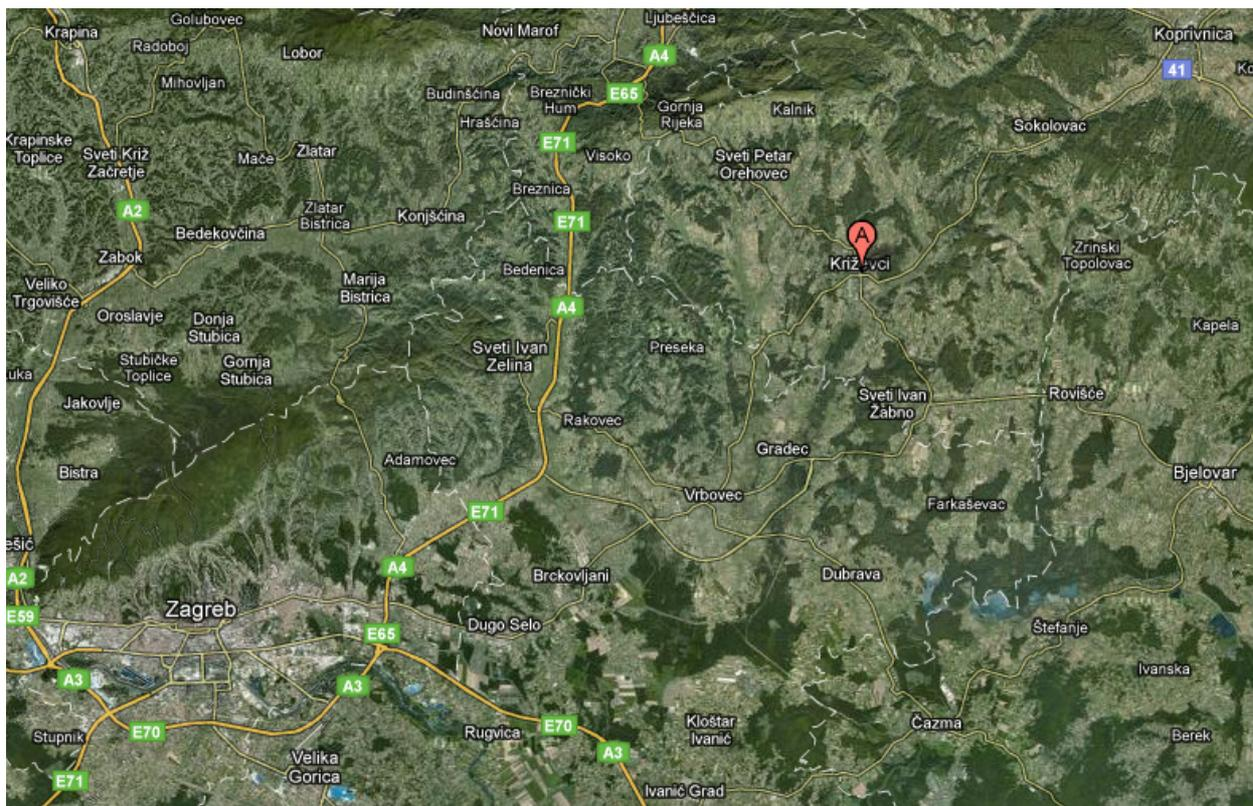 Golubovec
Ljubeščica
Krapina
Novi Marof
Koprivnica
Radoboj
Lobor
A4
41
Mihovljan
Budinšćina
Breznički
Hum
E65
Gornja
Rijeka
Kalnik
Hrašćina
Sokolovac
Krapinske
Toplice
Sveti Križ
Začretje
Mače
Zlatar
E71
Visoko
Sveti Petar
Orehovec
Breznica
A2
Zlatar
Bistrica
Konjšćina
E71
Bedekovčina
A
Zabok
Bedenica
Križevci
Zrinski
Topolovac
Veliko
Trgovišće
Marija
Bistrica
A4
Oroslavje
Donja
Stubica
Kapela
Sveti Ivan
Zelina
Preseka
Stubičke
Toplice
Gornja
Stubica
Jakovlje
Sveti Ivan
Žabno
Rovišće
Rakovec
Gradec
Bistra
Adamovec
Bjelovar
Vrbovec
Farkaševac
E71
A4
A2
Brckovljani
Dubrava
Zagreb
E59
Dugo Selo
E65
Štefanje
A3
A3
Ivanska
Stupnik
E70
Rugvica
E70
Kloštar
Ivanić
Čazma
Berek
A3
Velika
Gorica
E71
Ivanić Grad